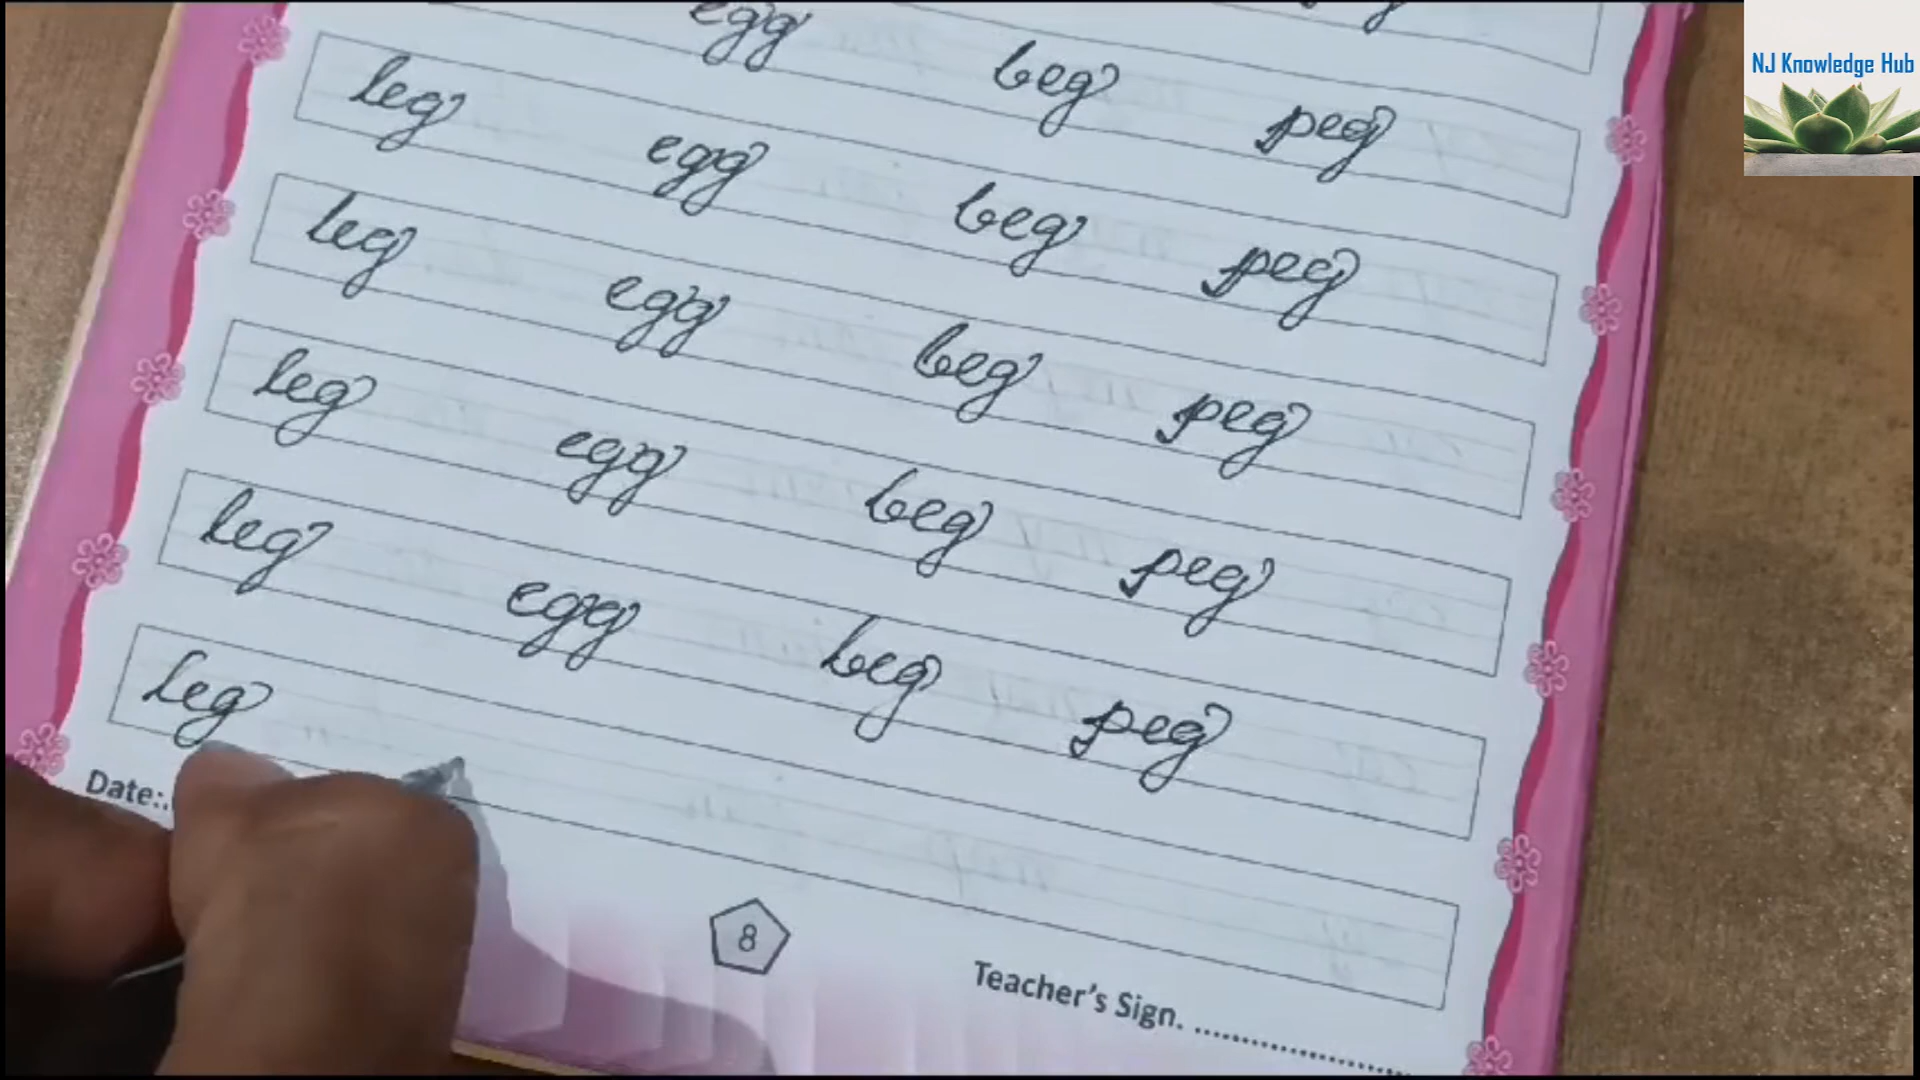 egg beg peg
leg egg beg peg
leg egg beg peg
leg egg beg peg
leg egg beg peg
leg
Date:
8
Teacher's Sign. ....................
NJ Knowledge Hub